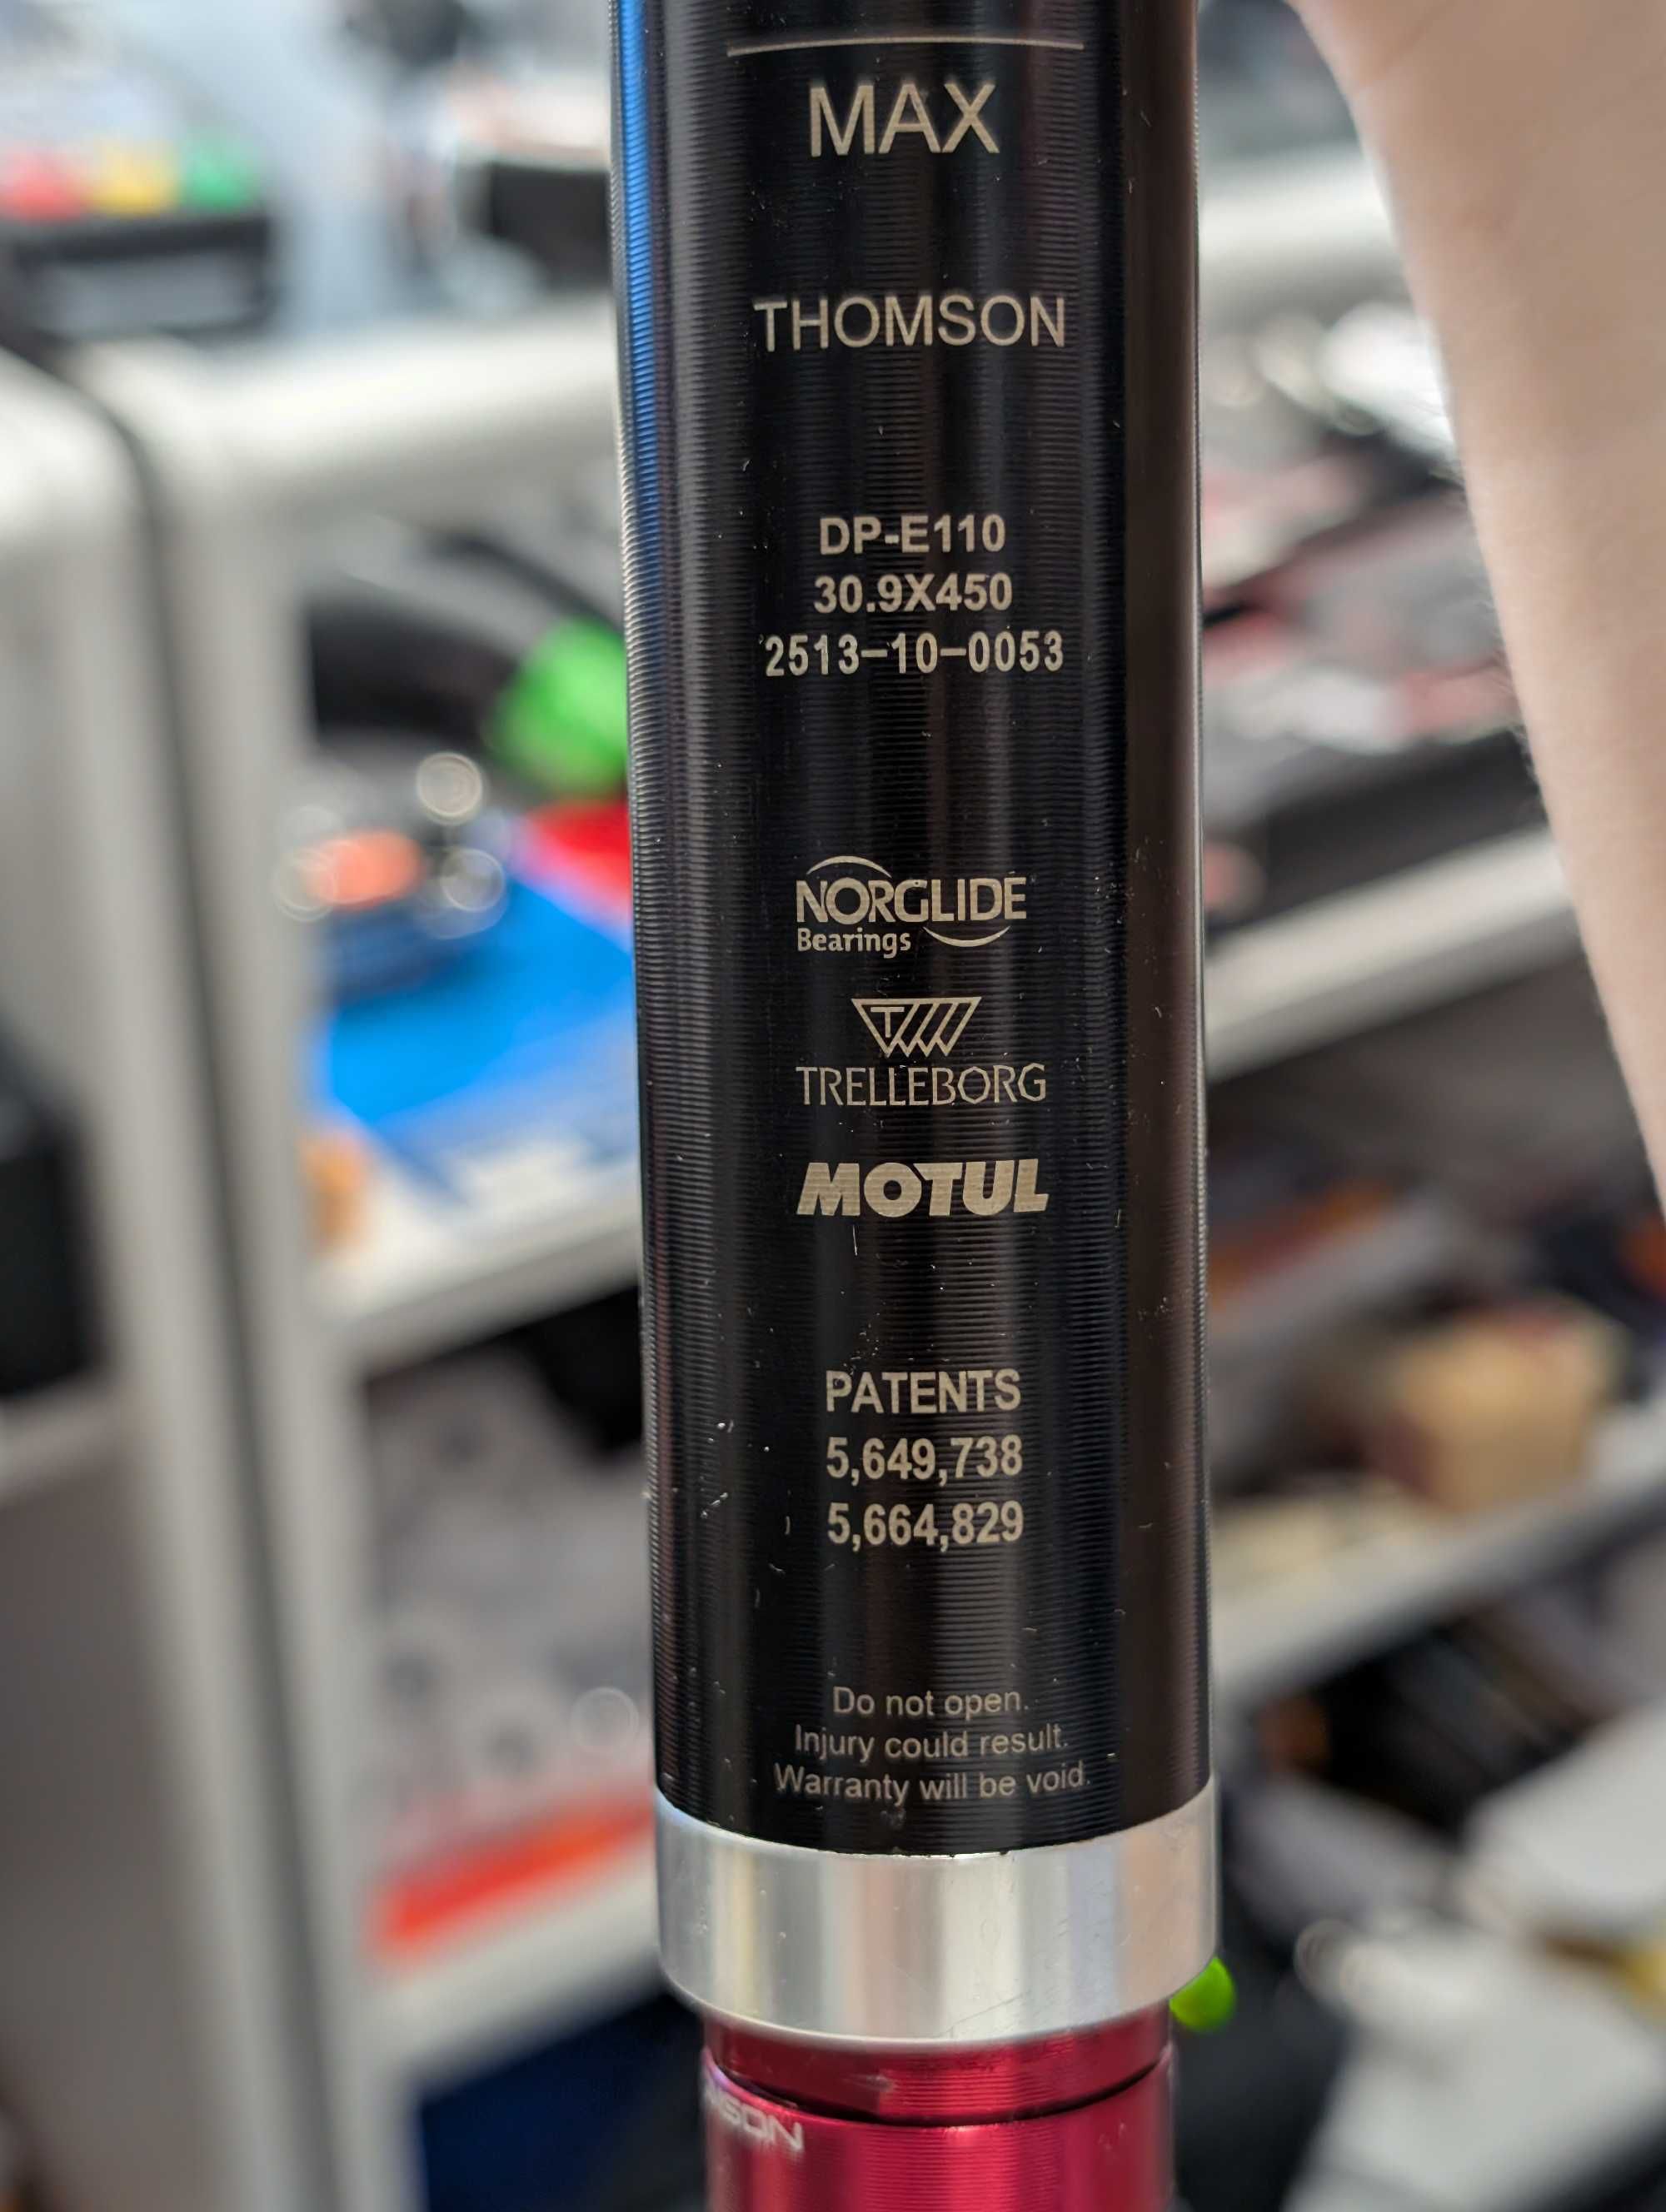 MAX
THOMSON
DP-E110
30.9X450
2513-10-0053
NORGLIDE
Bearings
T
TRELLEBORG
MOTUL
PATENTS
5,649,738
5,664,829
Do not open.
Injury could result.
Warranty will be void.